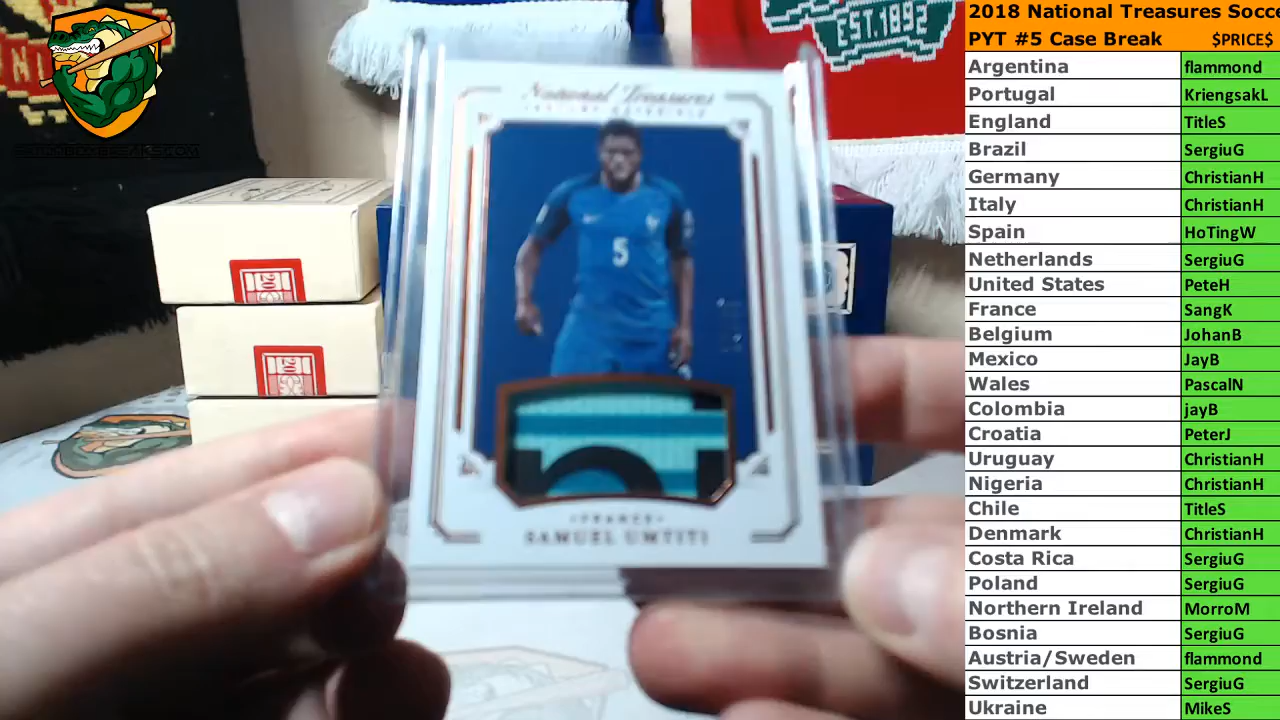 EST.1892
National Treasures
5
FRANCE
SAMUEL UMTITI
20
20
2018 National Treasures Socce
PYT #5 Case Break $PRICE$
Argentina flammond
Portugal KriengsakL
England TitleS
Brazil SergiuG
Germany ChristianH
Italy ChristianH
Spain HoTingW
Netherlands SergiuG
United States PeteH
France SangK
Belgium JohanB
Mexico JayB
Wales PascalN
Colombia jayB
Croatia PeterJ
Uruguay ChristianH
Nigeria ChristianH
Chile TitleS
Denmark ChristianH
Costa Rica SergiuG
Poland SergiuG
Northern Ireland MorroM
Bosnia SergiuG
Austria/Sweden flammond
Switzerland SergiuG
Ukraine MikeS